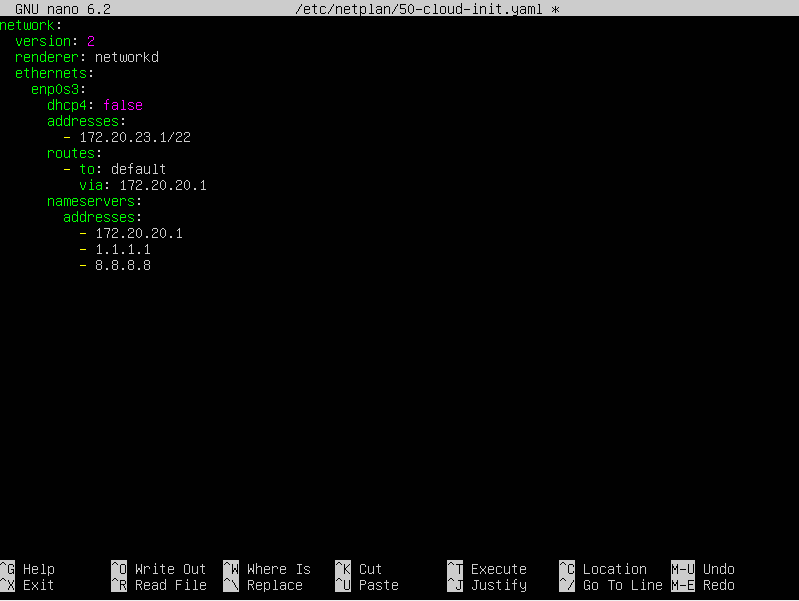 GNU nano 6.2 /etc/netplan/50-cloud-init.yaml *
network:
  version: 2
  renderer: networkd
  ethernets:
    enp0s3:
      dhcp4: false
      addresses:
        - 172.20.23.1/22
      routes:
        - to: default
          via: 172.20.20.1
      nameservers:
        addresses:
          - 172.20.20.1
          - 1.1.1.1
          - 8.8.8.8
^G Help ^O Write Out ^W Where Is ^K Cut ^T Execute ^C Location M-U Undo
^X Exit ^R Read File ^\ Replace ^U Paste ^J Justify ^/ Go To Line M-E Redo